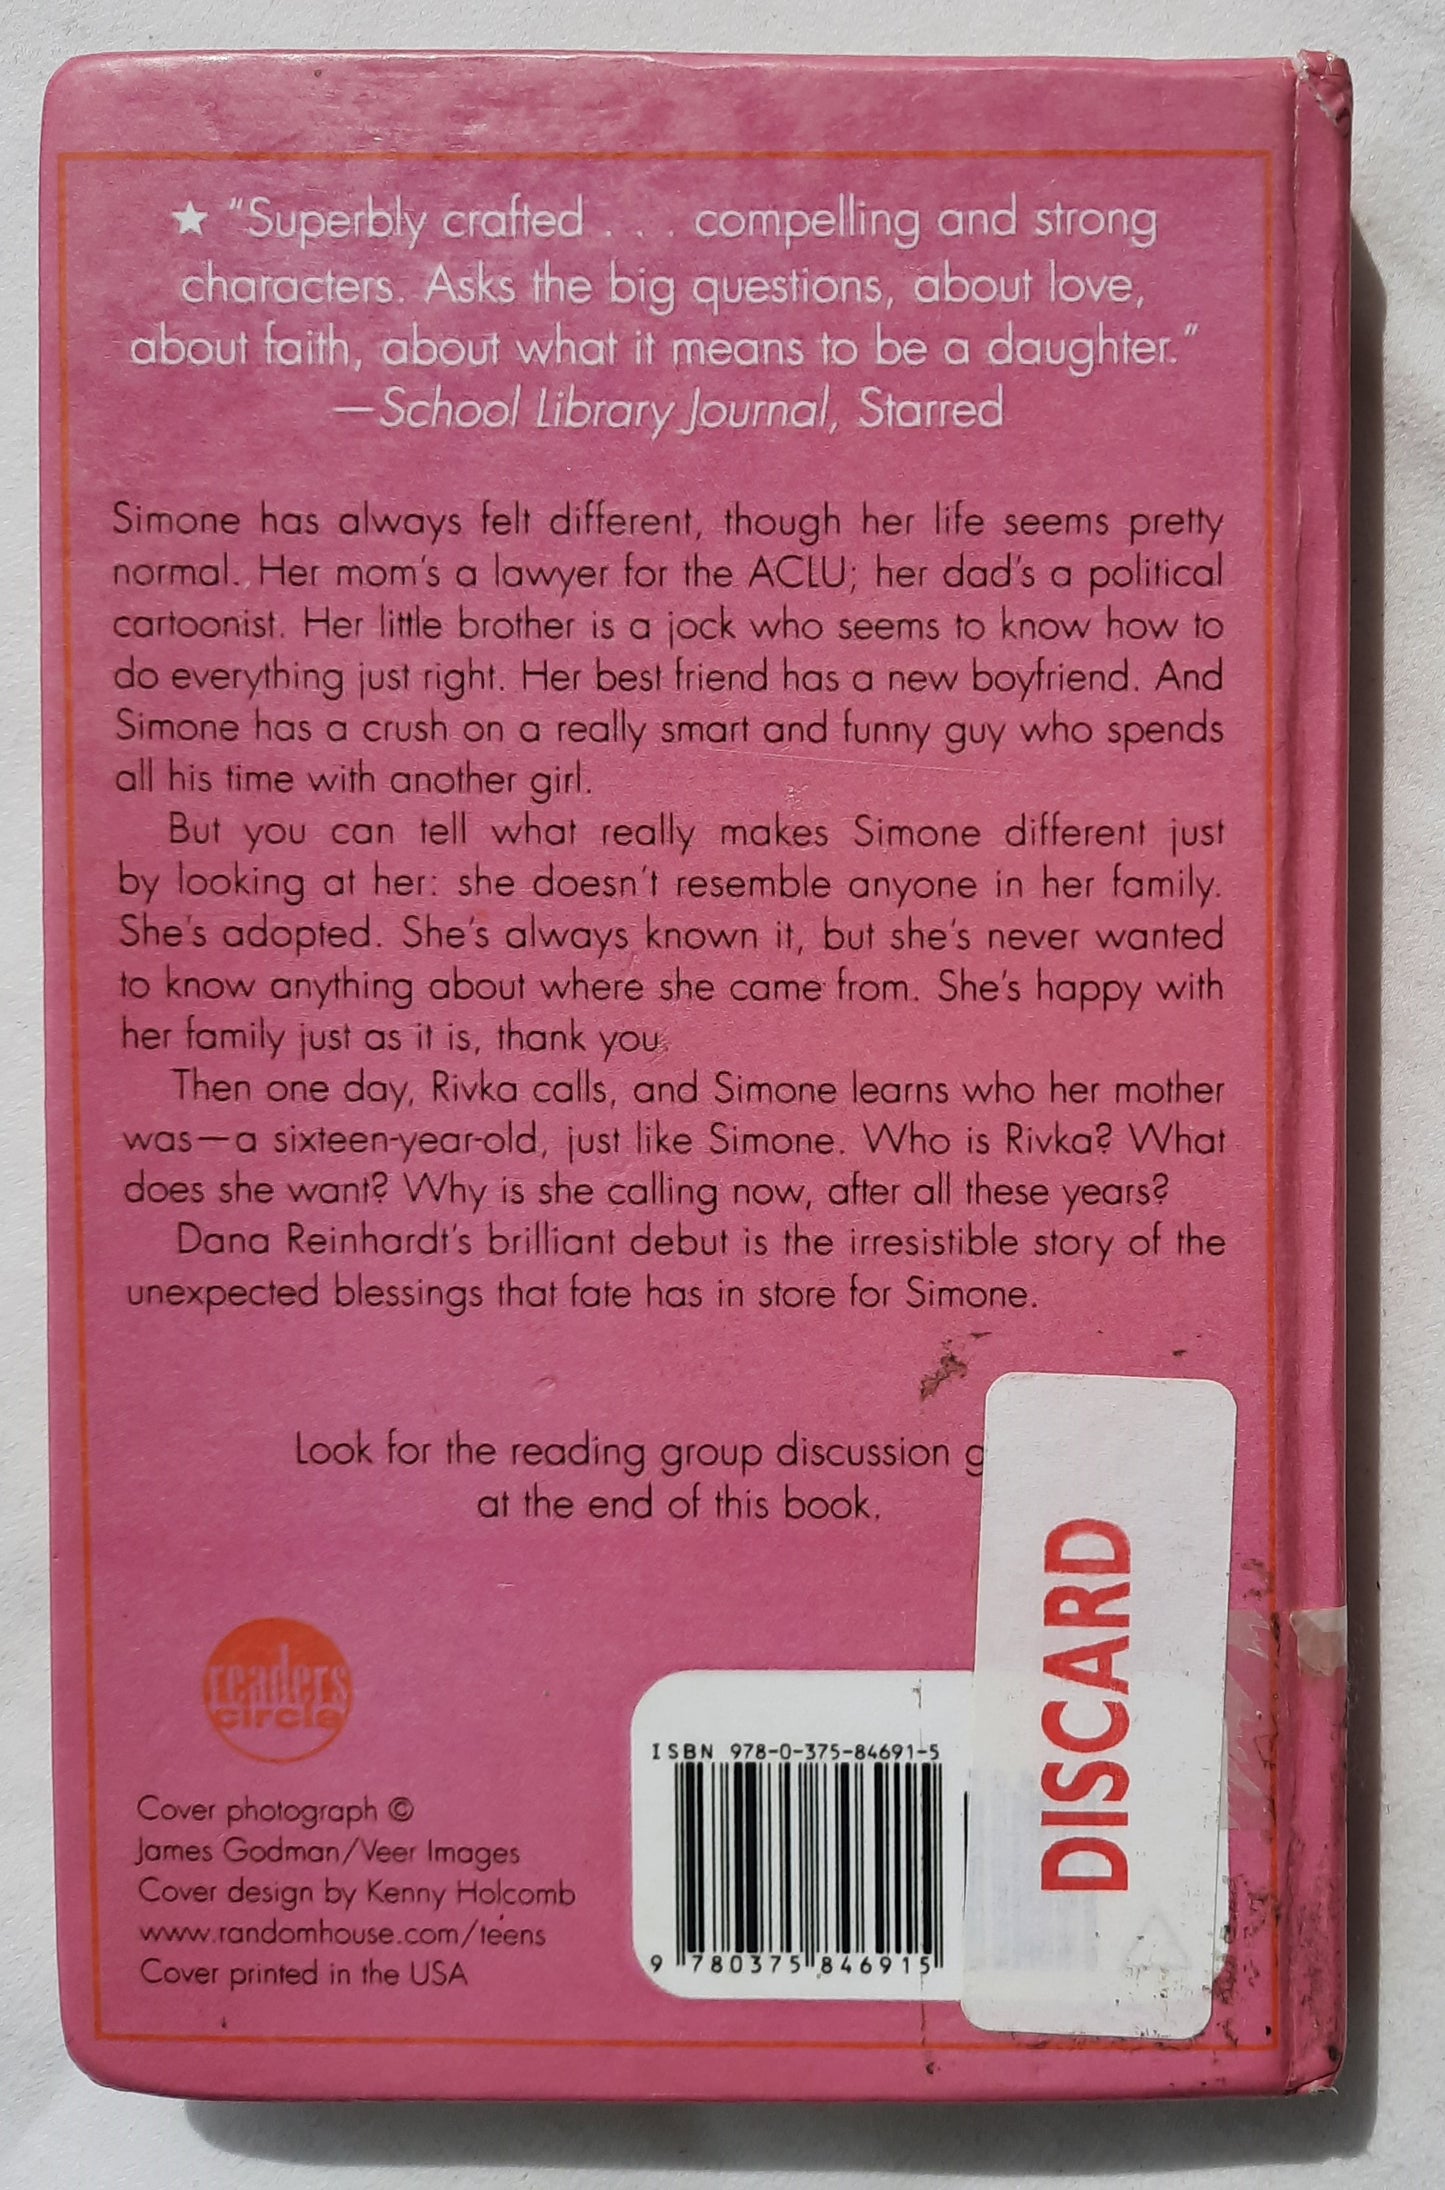 ★ "Superbly crafted . . . compelling and strong
characters. Asks the big questions, about love,
about faith, about what it means to be a daughter."
—School Library Journal, Starred
Simone has always felt different, though her life seems pretty
normal. Her mom's a lawyer for the ACLU; her dad's a political
cartoonist. Her little brother is a jock who seems to know how to
do everything just right. Her best friend has a new boyfriend. And
Simone has a crush on a really smart and funny guy who spends
all his time with another girl.
But you can tell what really makes Simone different just
by looking at her: she doesn't resemble anyone in her family.
She's adopted. She's always known it, but she's never wanted
to know anything about where she came from. She's happy with
her family just as it is, thank you.
Then one day, Rivka calls, and Simone learns who her mother
was—a sixteen-year-old, just like Simone. Who is Rivka? What
does she want? Why is she calling now, after all these years?
Dana Reinhardt's brilliant debut is the irresistible story of the
unexpected blessings that fate has in store for Simone.
Look for the reading group discussion
at the end of this book.
DISCARD
readers
circle
Cover photograph ©
James Godman/Veer Images
Cover design by Kenny Holcomb
www.randomhouse.com/teens
Cover printed in the USA
ISBN 978-0-375-84691-5
9 780375 846915